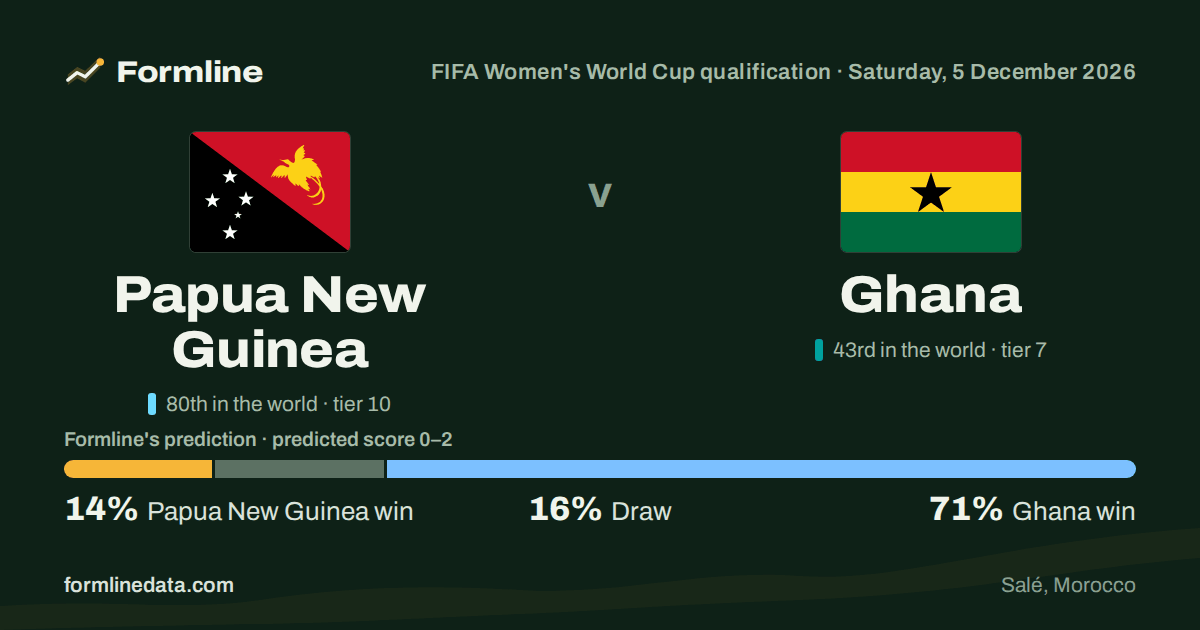 Formline
FIFA Women's World Cup qualification · Saturday, 5 December 2026
v
Papua New
Guinea
80th in the world · tier 10
Ghana
43rd in the world · tier 7
Formline's prediction · predicted score 0–2
14% Papua New Guinea win
16% Draw
71% Ghana win
formlinedata.com
Salé, Morocco